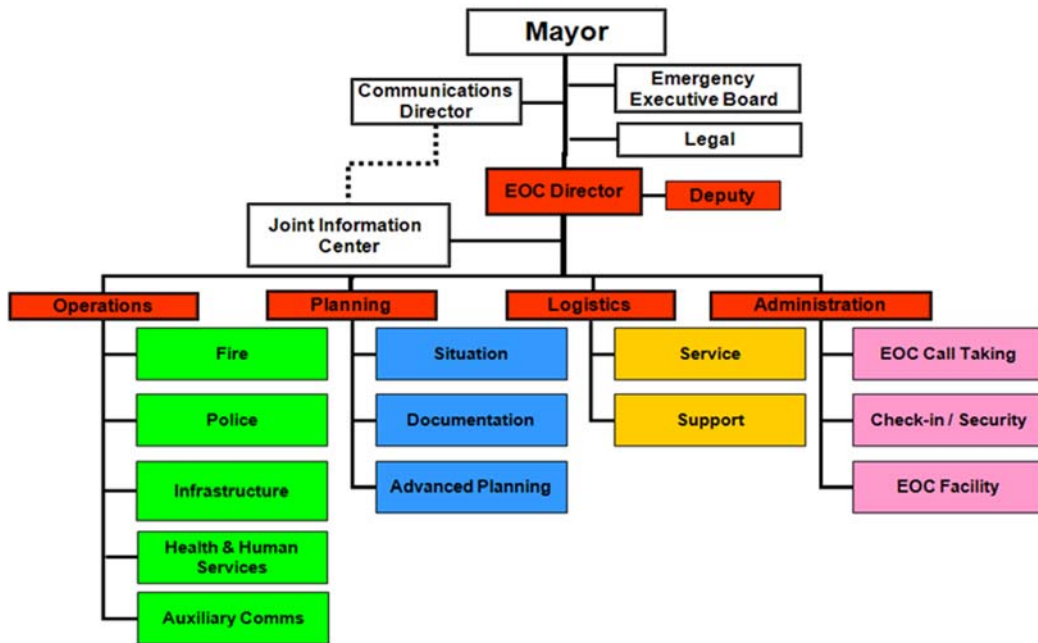 Mayor
Communications
Director
Emergency
Executive Board
Legal
EOC Director
Deputy
Joint Information
Center
Operations
Planning
Logistics
Administration
Fire
Situation
Service
EOC Call Taking
Police
Documentation
Support
Check-in / Security
Infrastructure
Advanced Planning
EOC Facility
Health & Human
Services
Auxiliary Comms